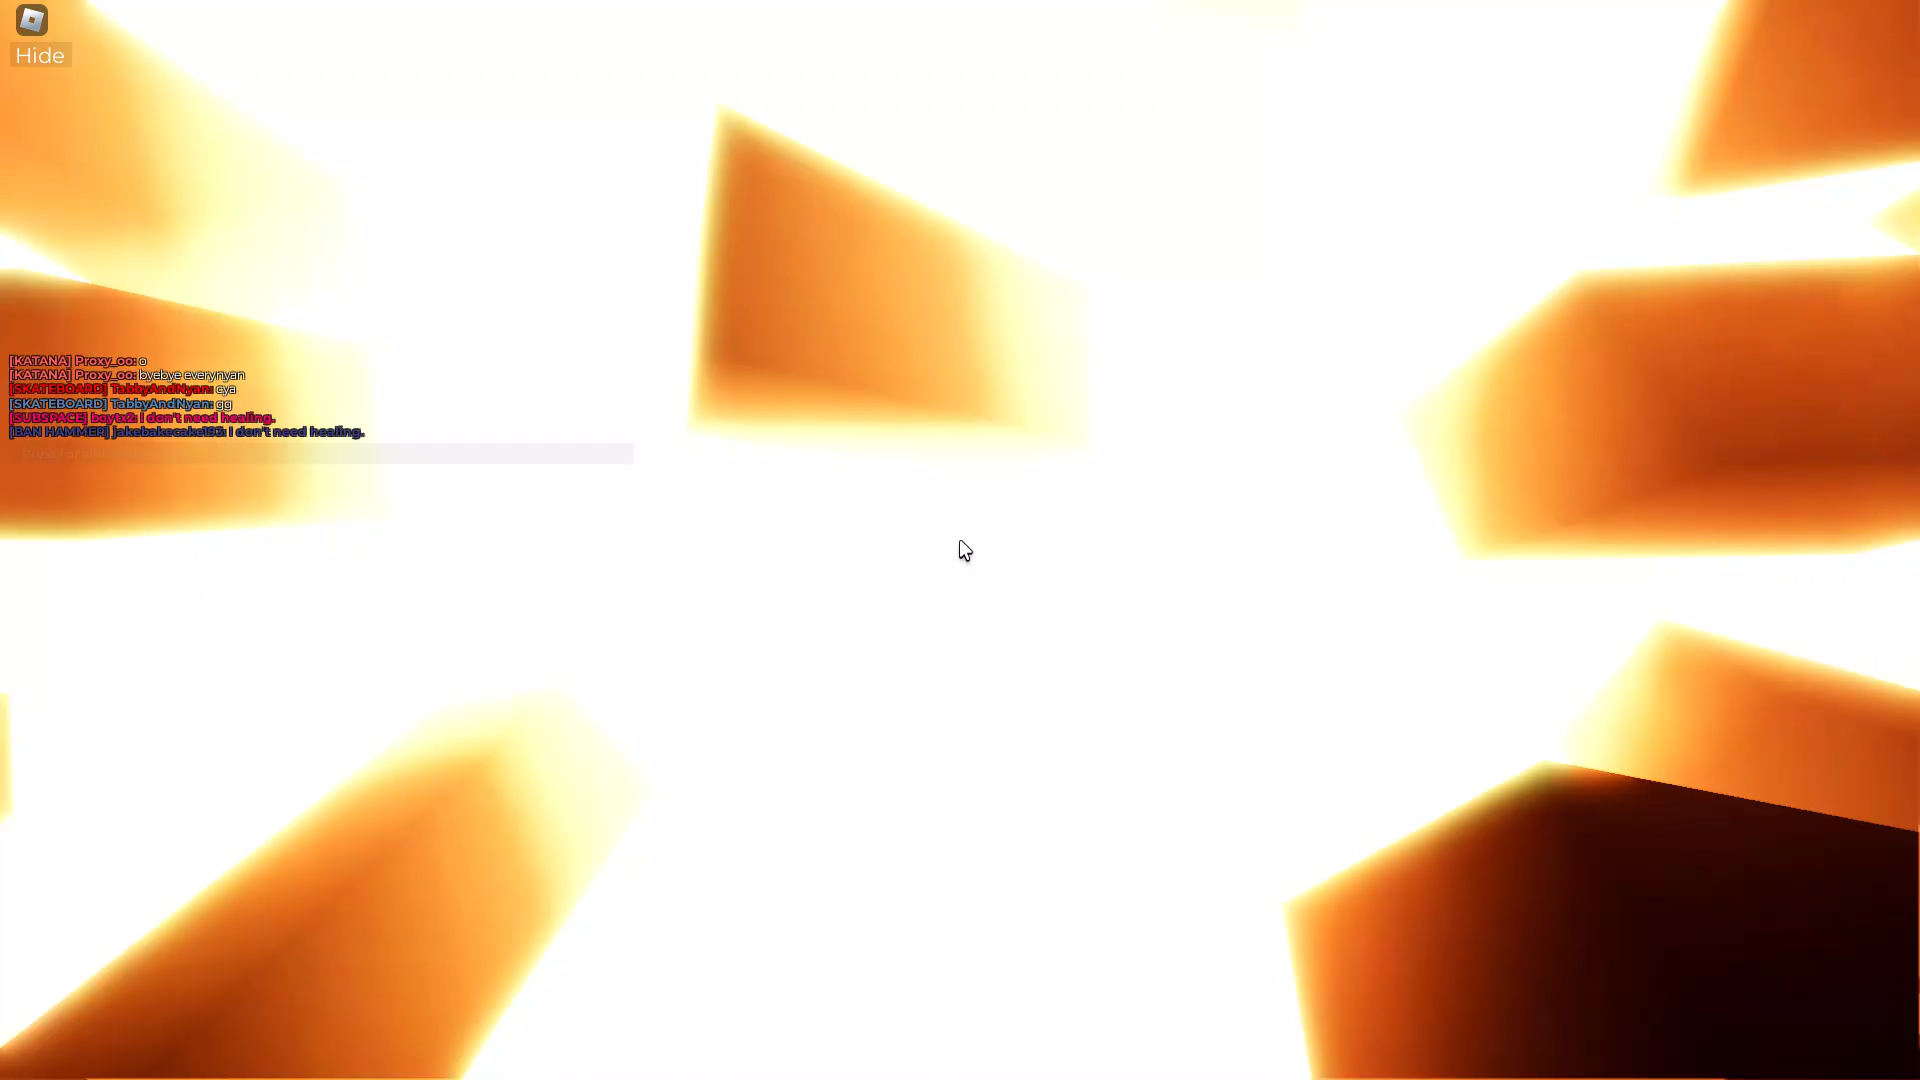 Hide
[KATANA] Proxy_oo: o
[KATANA] Proxy_oo: byebye everynyan
[SKATEBOARD] TabbyAndNyan: cya
[SKATEBOARD] TabbyAndNyan: gg
[SUBSPACE] boytx2: I don't need healing.
[BAN HAMMER] jakebakecake193: I don't need healing.